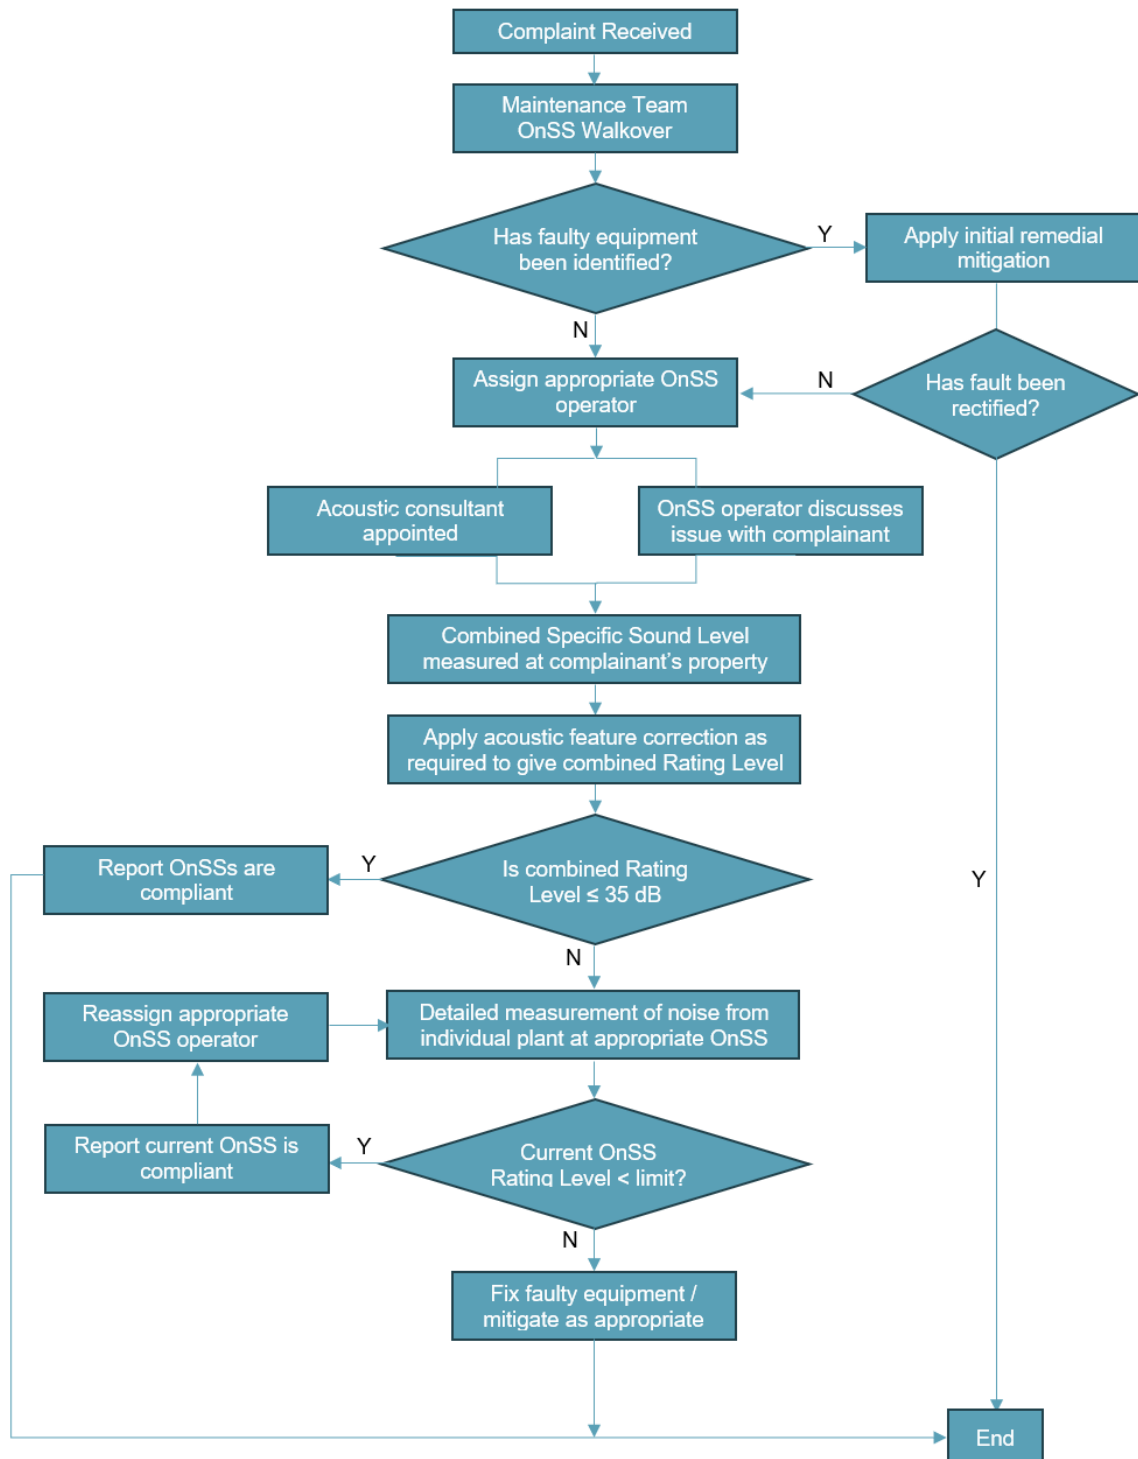 Complaint Received
Maintenance Team
OnSS Walkover
Has faulty equipment
been identified?
Y
Apply initial remedial
mitigation
N
Assign appropriate OnSS
operator
N
Has fault been
rectified?
Acoustic consultant
appointed
OnSS operator discusses
issue with complainant
Combined Specific Sound Level
measured at complainant’s property
Apply acoustic feature correction as
required to give combined Rating Level
Report OnSSs are
compliant
Y
Is combined Rating
Level ≤ 35 dB
Y
N
Reassign appropriate
OnSS operator
Detailed measurement of noise from
individual plant at appropriate OnSS
Report current OnSS is
compliant
Y
Current OnSS
Rating Level < limit?
N
Fix faulty equipment /
mitigate as appropriate
End